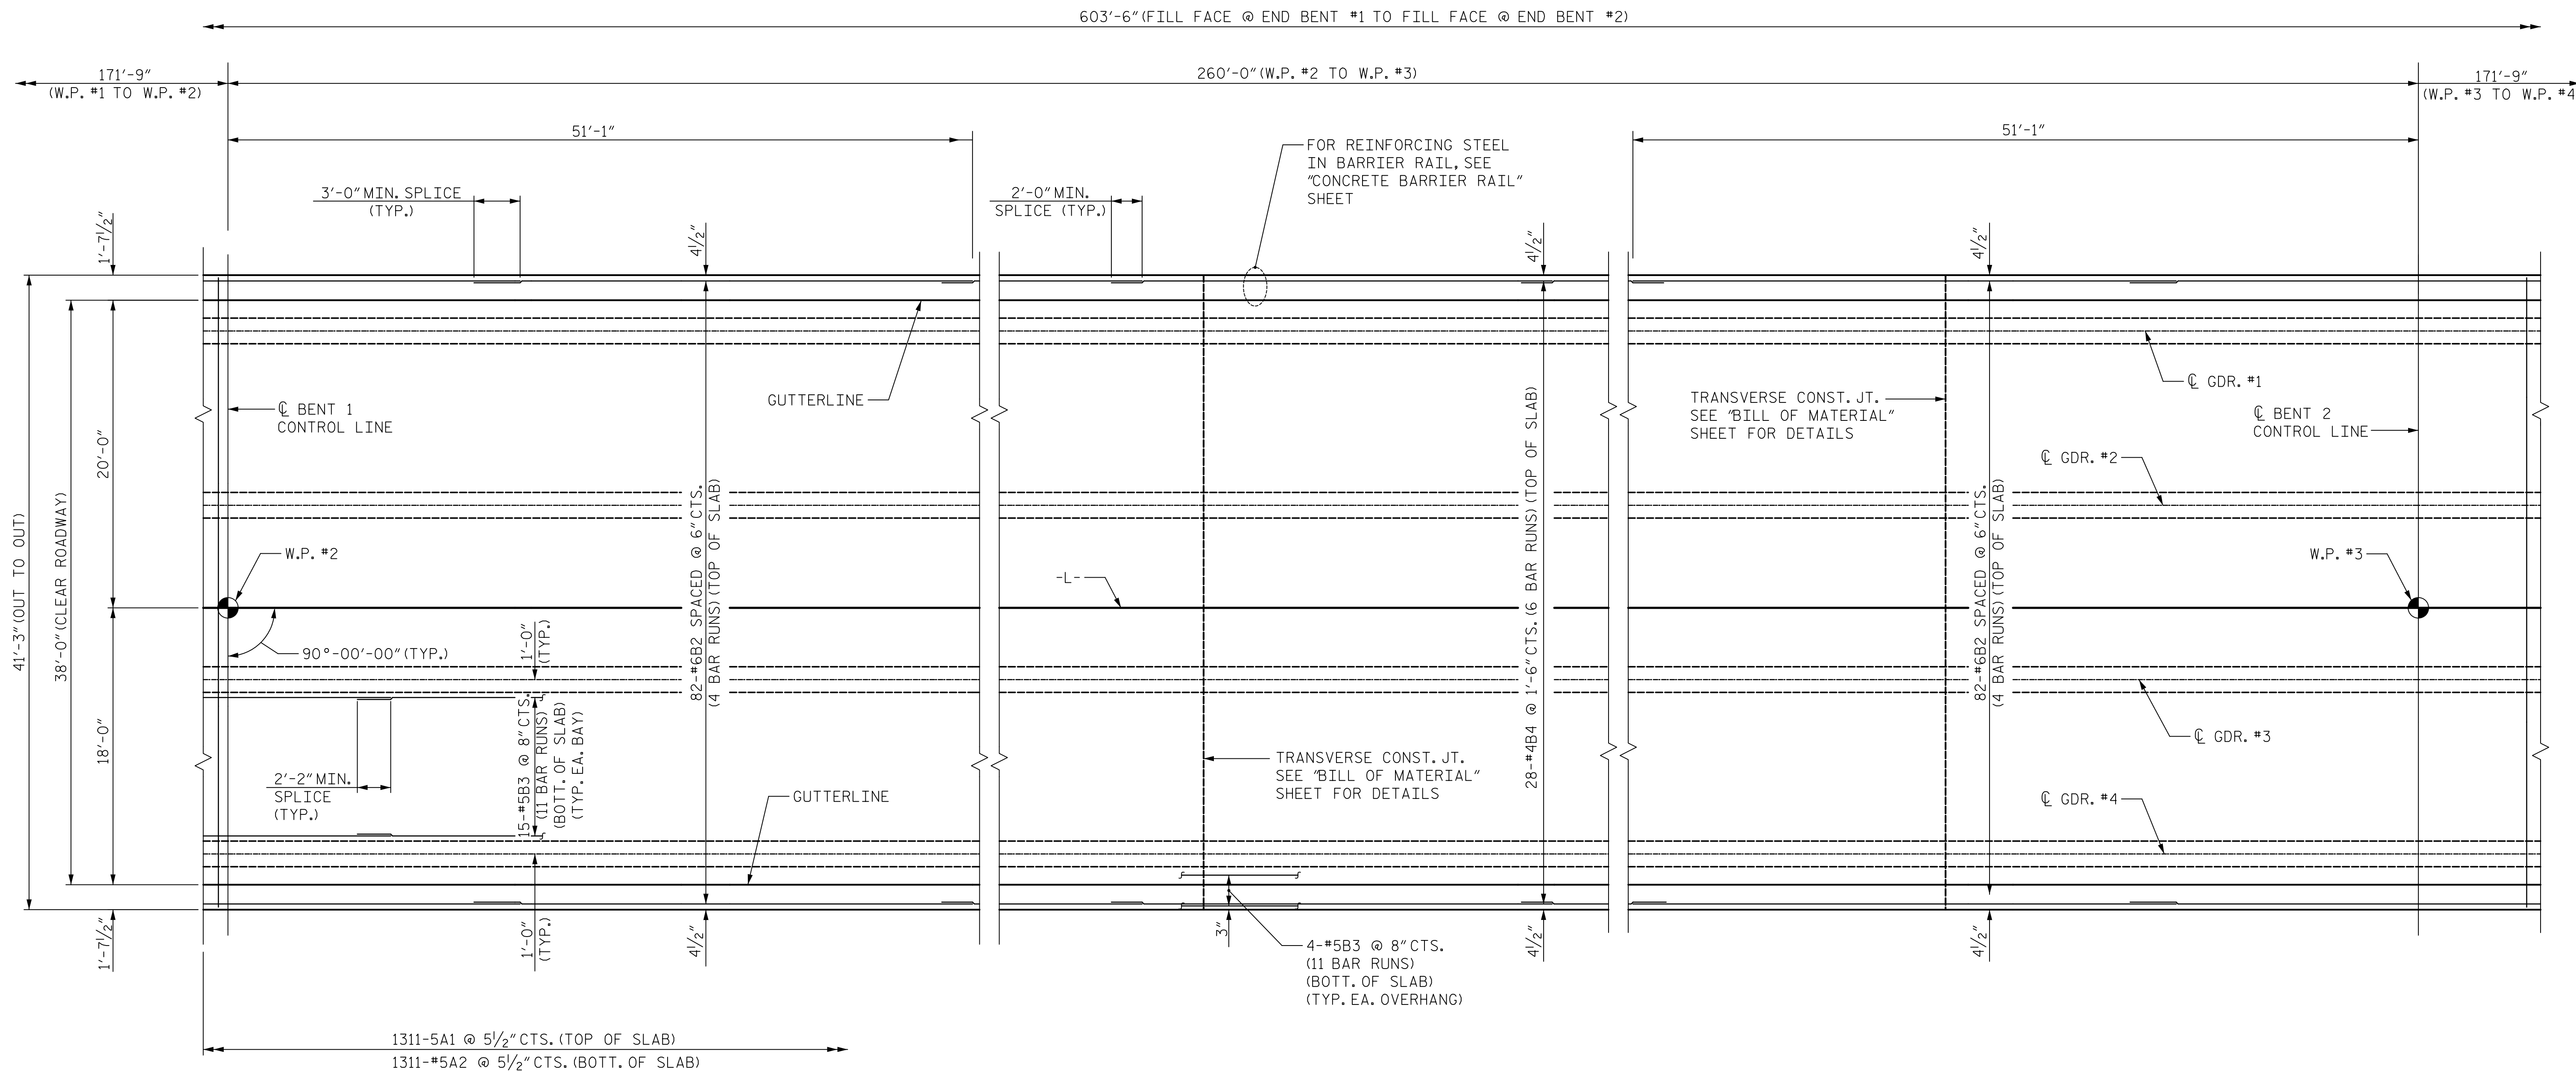 603'-6" (FILL FACE @ END BENT #1 TO FILL FACE @ END BENT #2)
171'-9"
(W.P. #1 TO W.P. #2)
260'-0" (W.P. #2 TO W.P. #3)
171'-9"
(W.P. #3 TO W.P. #4
51'-1"
51'-1"
FOR REINFORCING STEEL
IN BARRIER RAIL, SEE
"CONCRETE BARRIER RAIL"
SHEET
3'-0" MIN. SPLICE
(TYP.)
2'-0" MIN.
SPLICE (TYP.)
1'-7½"
4½"
4½"
4½"
GUTTERLINE
℄ BENT 1
CONTROL LINE
TRANSVERSE CONST. JT.
SEE "BILL OF MATERIAL"
SHEET FOR DETAILS
℄ GDR. #1
℄ BENT 2
CONTROL LINE
℄ GDR. #2
20'-0"
41'-3" (OUT TO OUT)
38'-0" (CLEAR ROADWAY)
18'-0"
W.P. #2
-L-
W.P. #3
90°-00'-00" (TYP.)
1'-0"
(TYP.)
82-#6B2 SPACED @ 6" CTS.
(4 BAR RUNS) (TOP OF SLAB)
28-#4B4 @ 1'-6" CTS. (6 BAR RUNS) (TOP OF SLAB)
82-#6B2 SPACED @ 6" CTS.
(4 BAR RUNS) (TOP OF SLAB)
15-#5B3 @ 8" CTS.
(11 BAR RUNS)
(BOTT. OF SLAB)
(TYP. EA. BAY)
2'-2" MIN.
SPLICE
(TYP.)
GUTTERLINE
TRANSVERSE CONST. JT.
SEE "BILL OF MATERIAL"
SHEET FOR DETAILS
℄ GDR. #3
℄ GDR. #4
1'-7½"
1'-0"
(TYP.)
4½"
3"
4½"
4½"
4-#5B3 @ 8" CTS.
(11 BAR RUNS)
(BOTT. OF SLAB)
(TYP. EA. OVERHANG)
1311-5A1 @ 5½" CTS. (TOP OF SLAB)
1311-#5A2 @ 5½" CTS. (BOTT. OF SLAB)